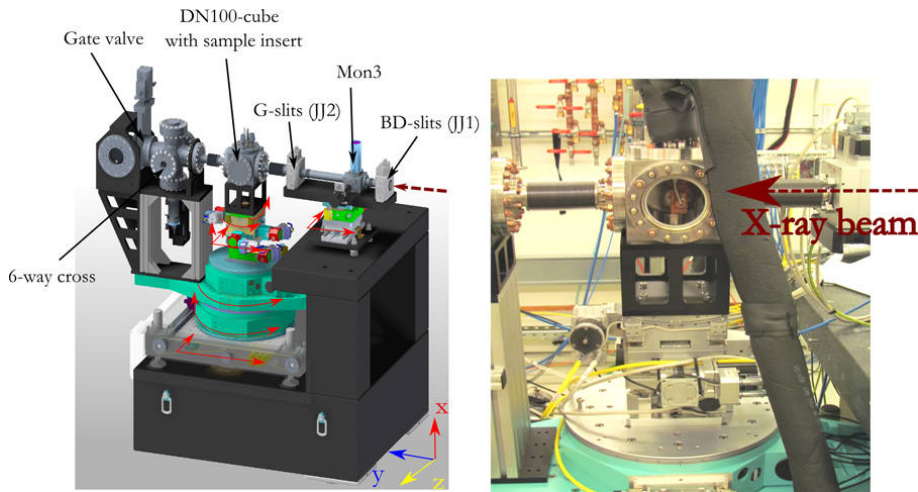 DN100-cube
with sample insert
Gate valve
G-slits (JJ2)
Mon3
BD-slits (JJ1)
6-way cross
X-ray beam
x
y
z